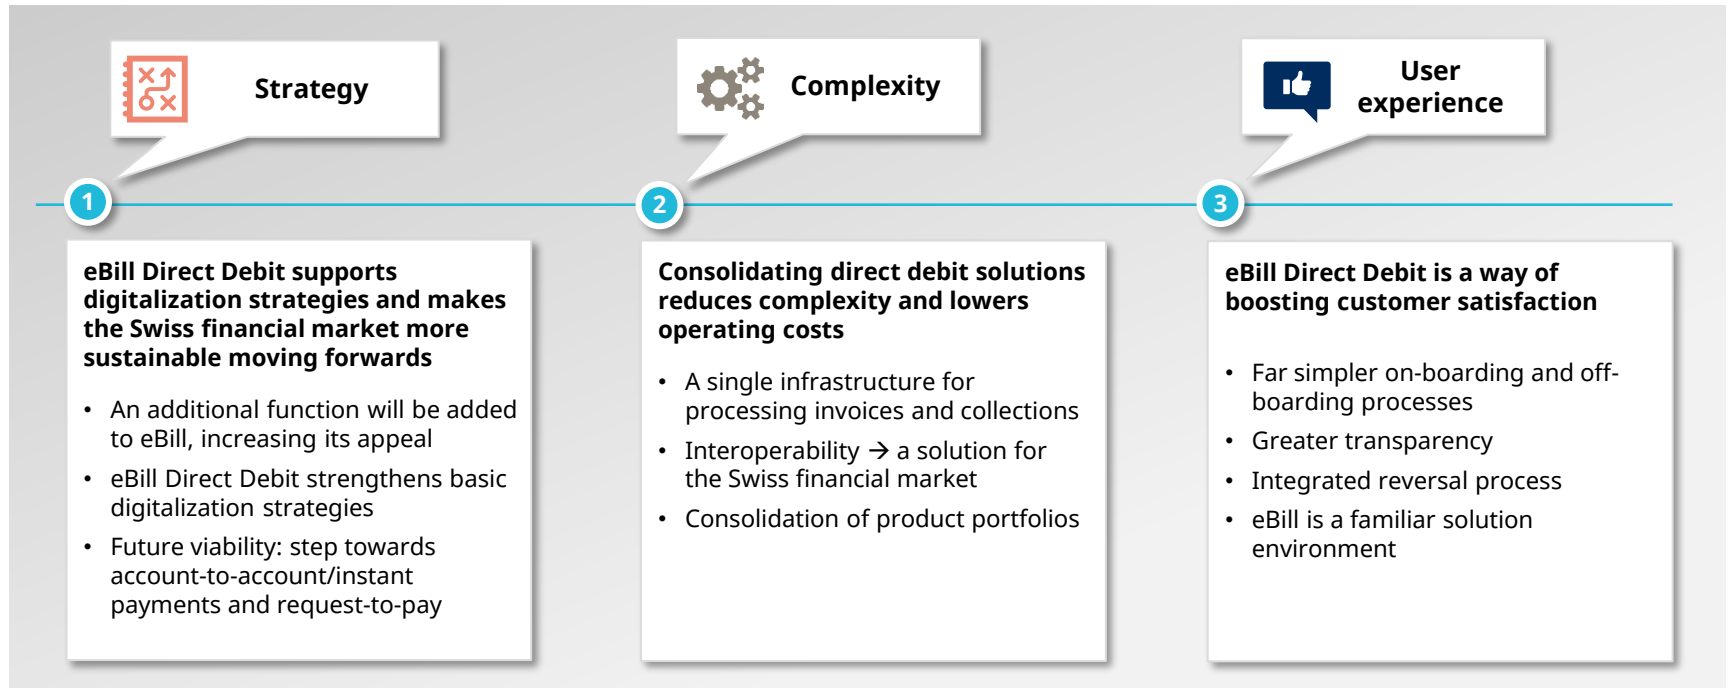 Strategy
1
eBill Direct Debit supports
digitalization strategies and makes
the Swiss financial market more
sustainable moving forwards
• An additional function will be added
to eBill, increasing its appeal
• eBill Direct Debit strengthens basic
digitalization strategies
• Future viability: step towards
account-to-account/instant
payments and request-to-pay
Complexity
2
Consolidating direct debit solutions
reduces complexity and lowers
operating costs
• A single infrastructure for
processing invoices and collections
• Interoperability → a solution for
the Swiss financial market
• Consolidation of product portfolios
User
experience
3
eBill Direct Debit is a way of
boosting customer satisfaction
• Far simpler on-boarding and off-
boarding processes
• Greater transparency
• Integrated reversal process
• eBill is a familiar solution
environment